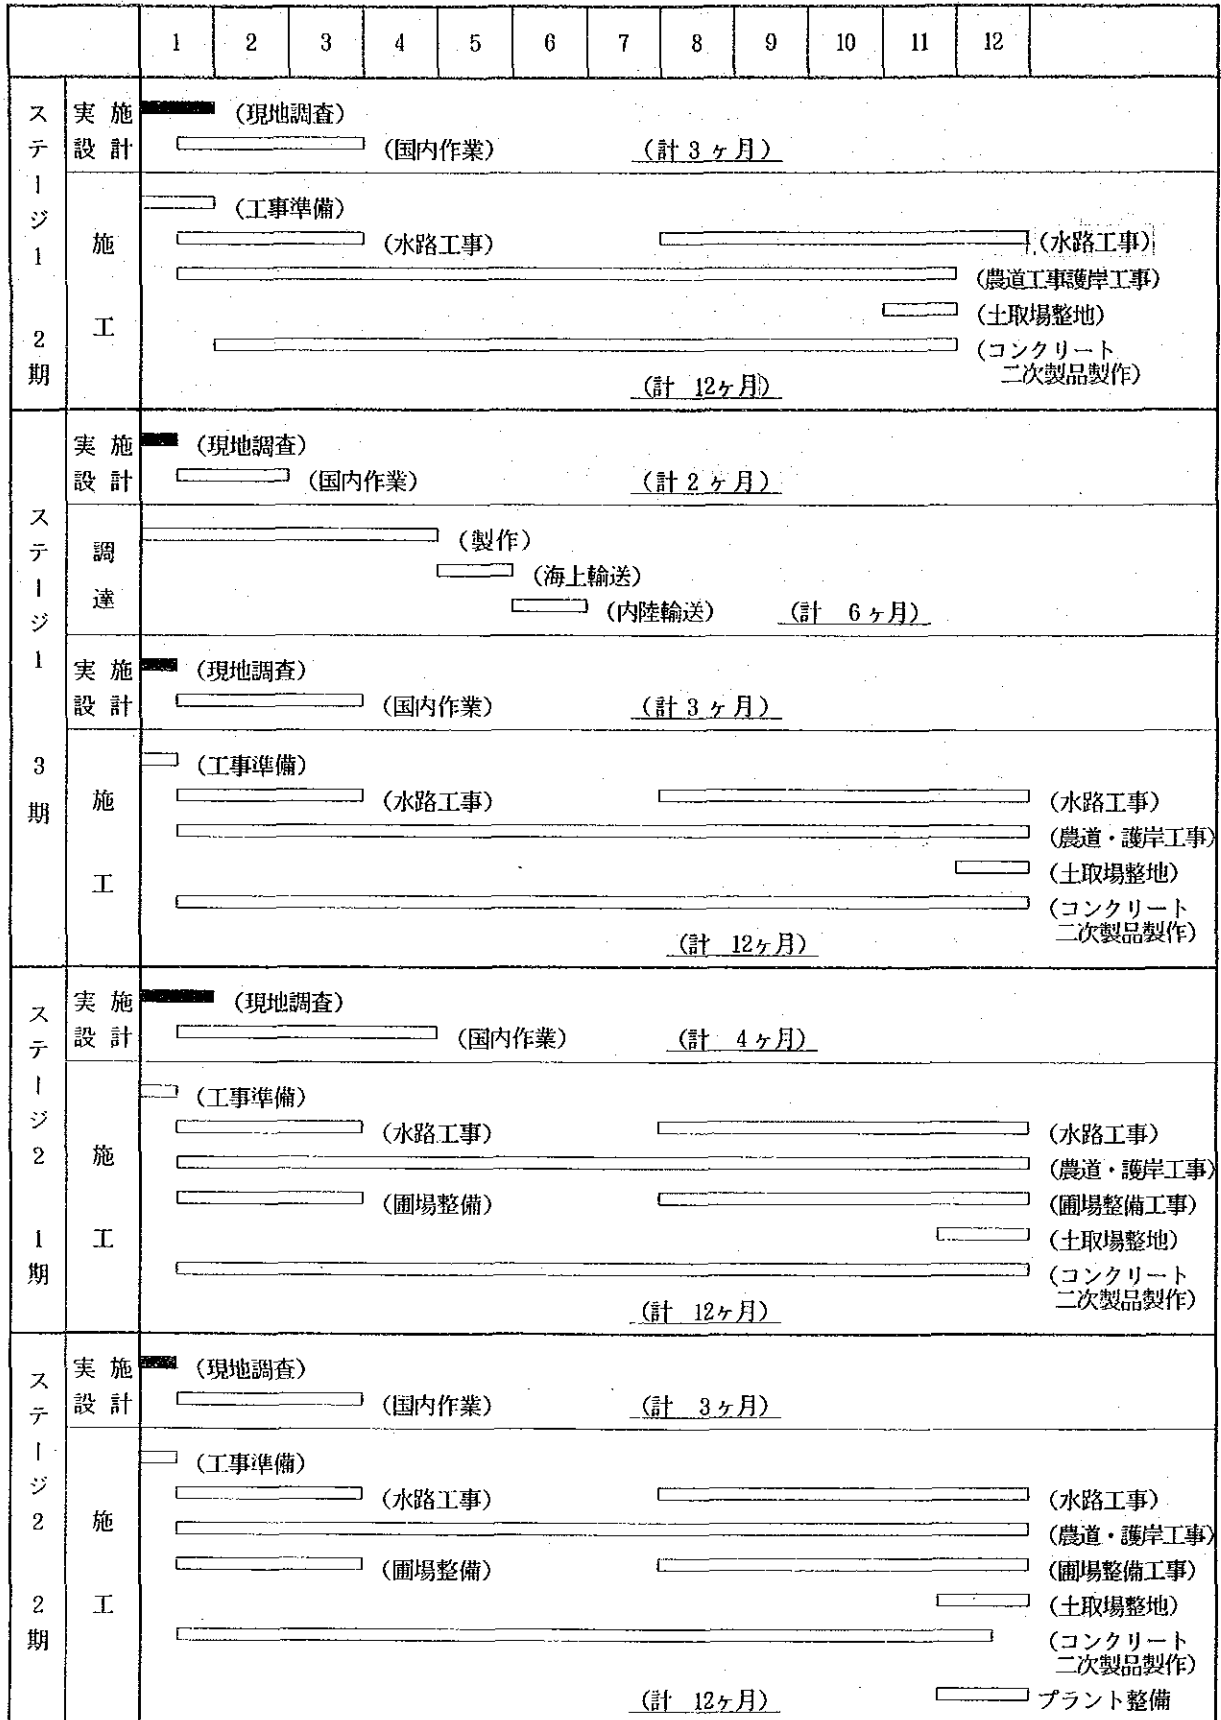 1 2 3 4 5 6 7 8 9 10 11 12
ステージ1 2期
実施設計
(現地調査)
(国内作業) (計 3 ヶ月)
施工
(工事準備)
(水路工事) (水路工事)
(農道工事護岸工事)
(土取場整地)
(コンクリート
二次製品製作)
(計 12ヶ月)
ステージ1 3期
実施設計
(現地調査)
(国内作業) (計 2 ヶ月)
調達
(製作)
(海上輸送)
(内陸輸送) (計 6 ヶ月)
実施設計
(現地調査)
(国内作業) (計 3 ヶ月)
施工
(工事準備)
(水路工事) (水路工事)
(農道・護岸工事)
(土取場整地)
(コンクリート
二次製品製作)
(計 12ヶ月)
ステージ2 1期
実施設計
(現地調査)
(国内作業) (計 4 ヶ月)
施工
(工事準備)
(水路工事) (水路工事)
(農道・護岸工事)
(圃場整備) (圃場整備工事)
(土取場整地)
(コンクリート
二次製品製作)
(計 12ヶ月)
ステージ2 2期
実施設計
(現地調査)
(国内作業) (計 3ヶ月)
施工
(工事準備)
(水路工事) (水路工事)
(農道・護岸工事)
(圃場整備) (圃場整備工事)
(土取場整地)
(コンクリート
二次製品製作)
(計 12ヶ月) プラント整備